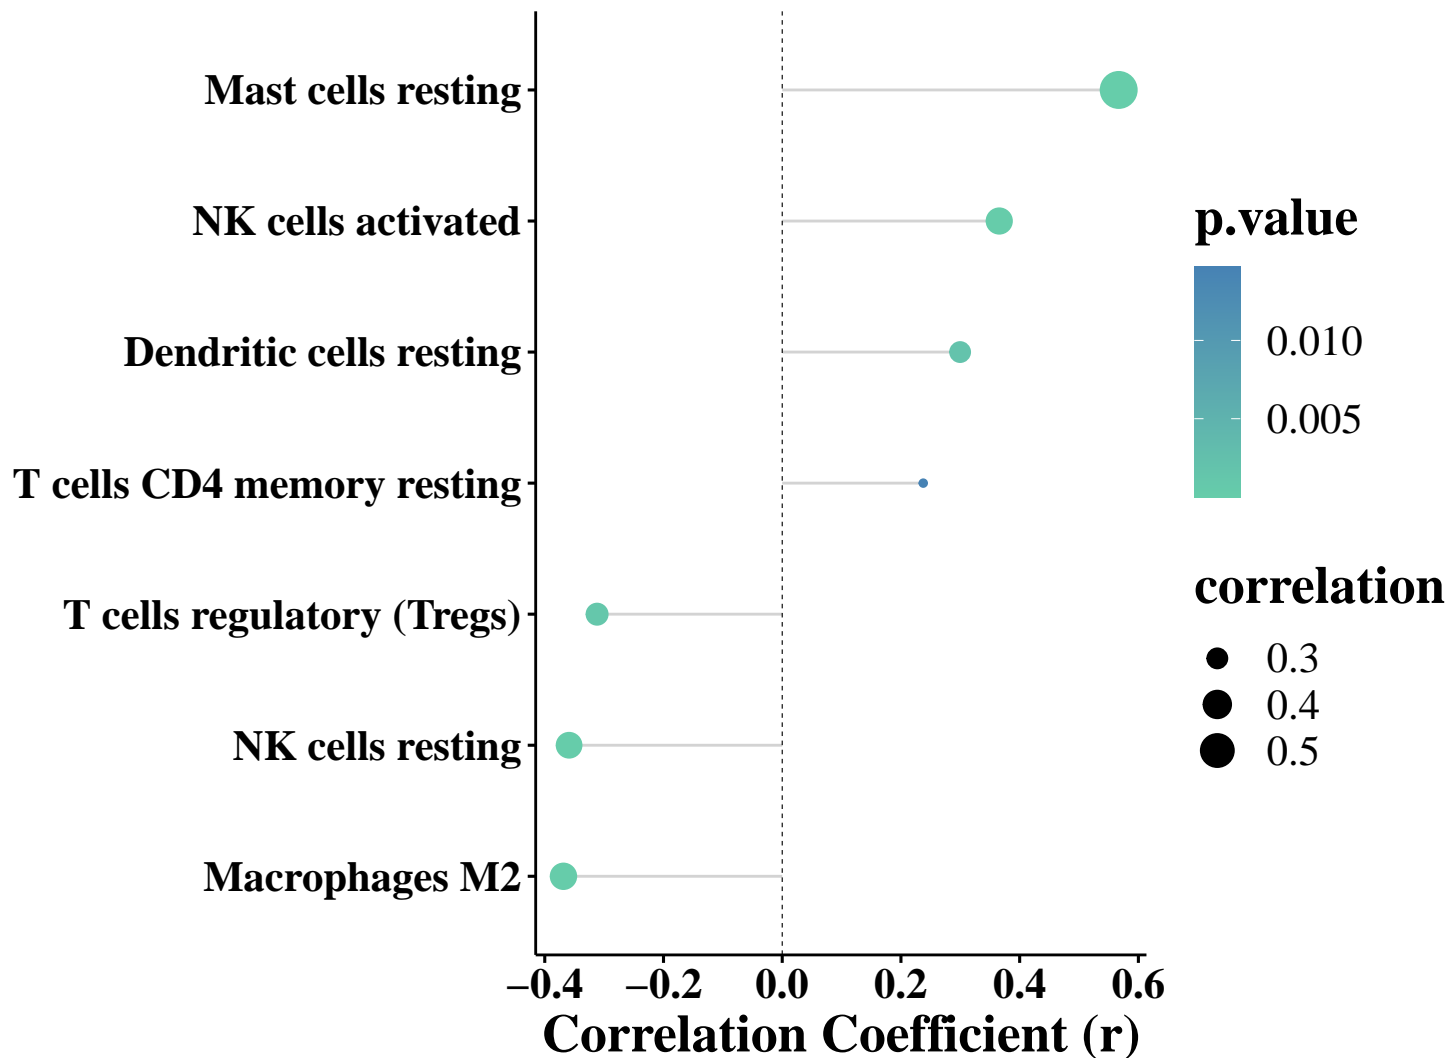 Mast cells resting
NK cells activated
Dendritic cells resting
T cells CD4 memory resting
T cells regulatory (Tregs)
NK cells resting
Macrophages M2
−0.4 −0.2 0.0 0.2 0.4 0.6
Correlation Coefficient (r)
p.value
0.010
0.005
correlation
0.3
0.4
0.5